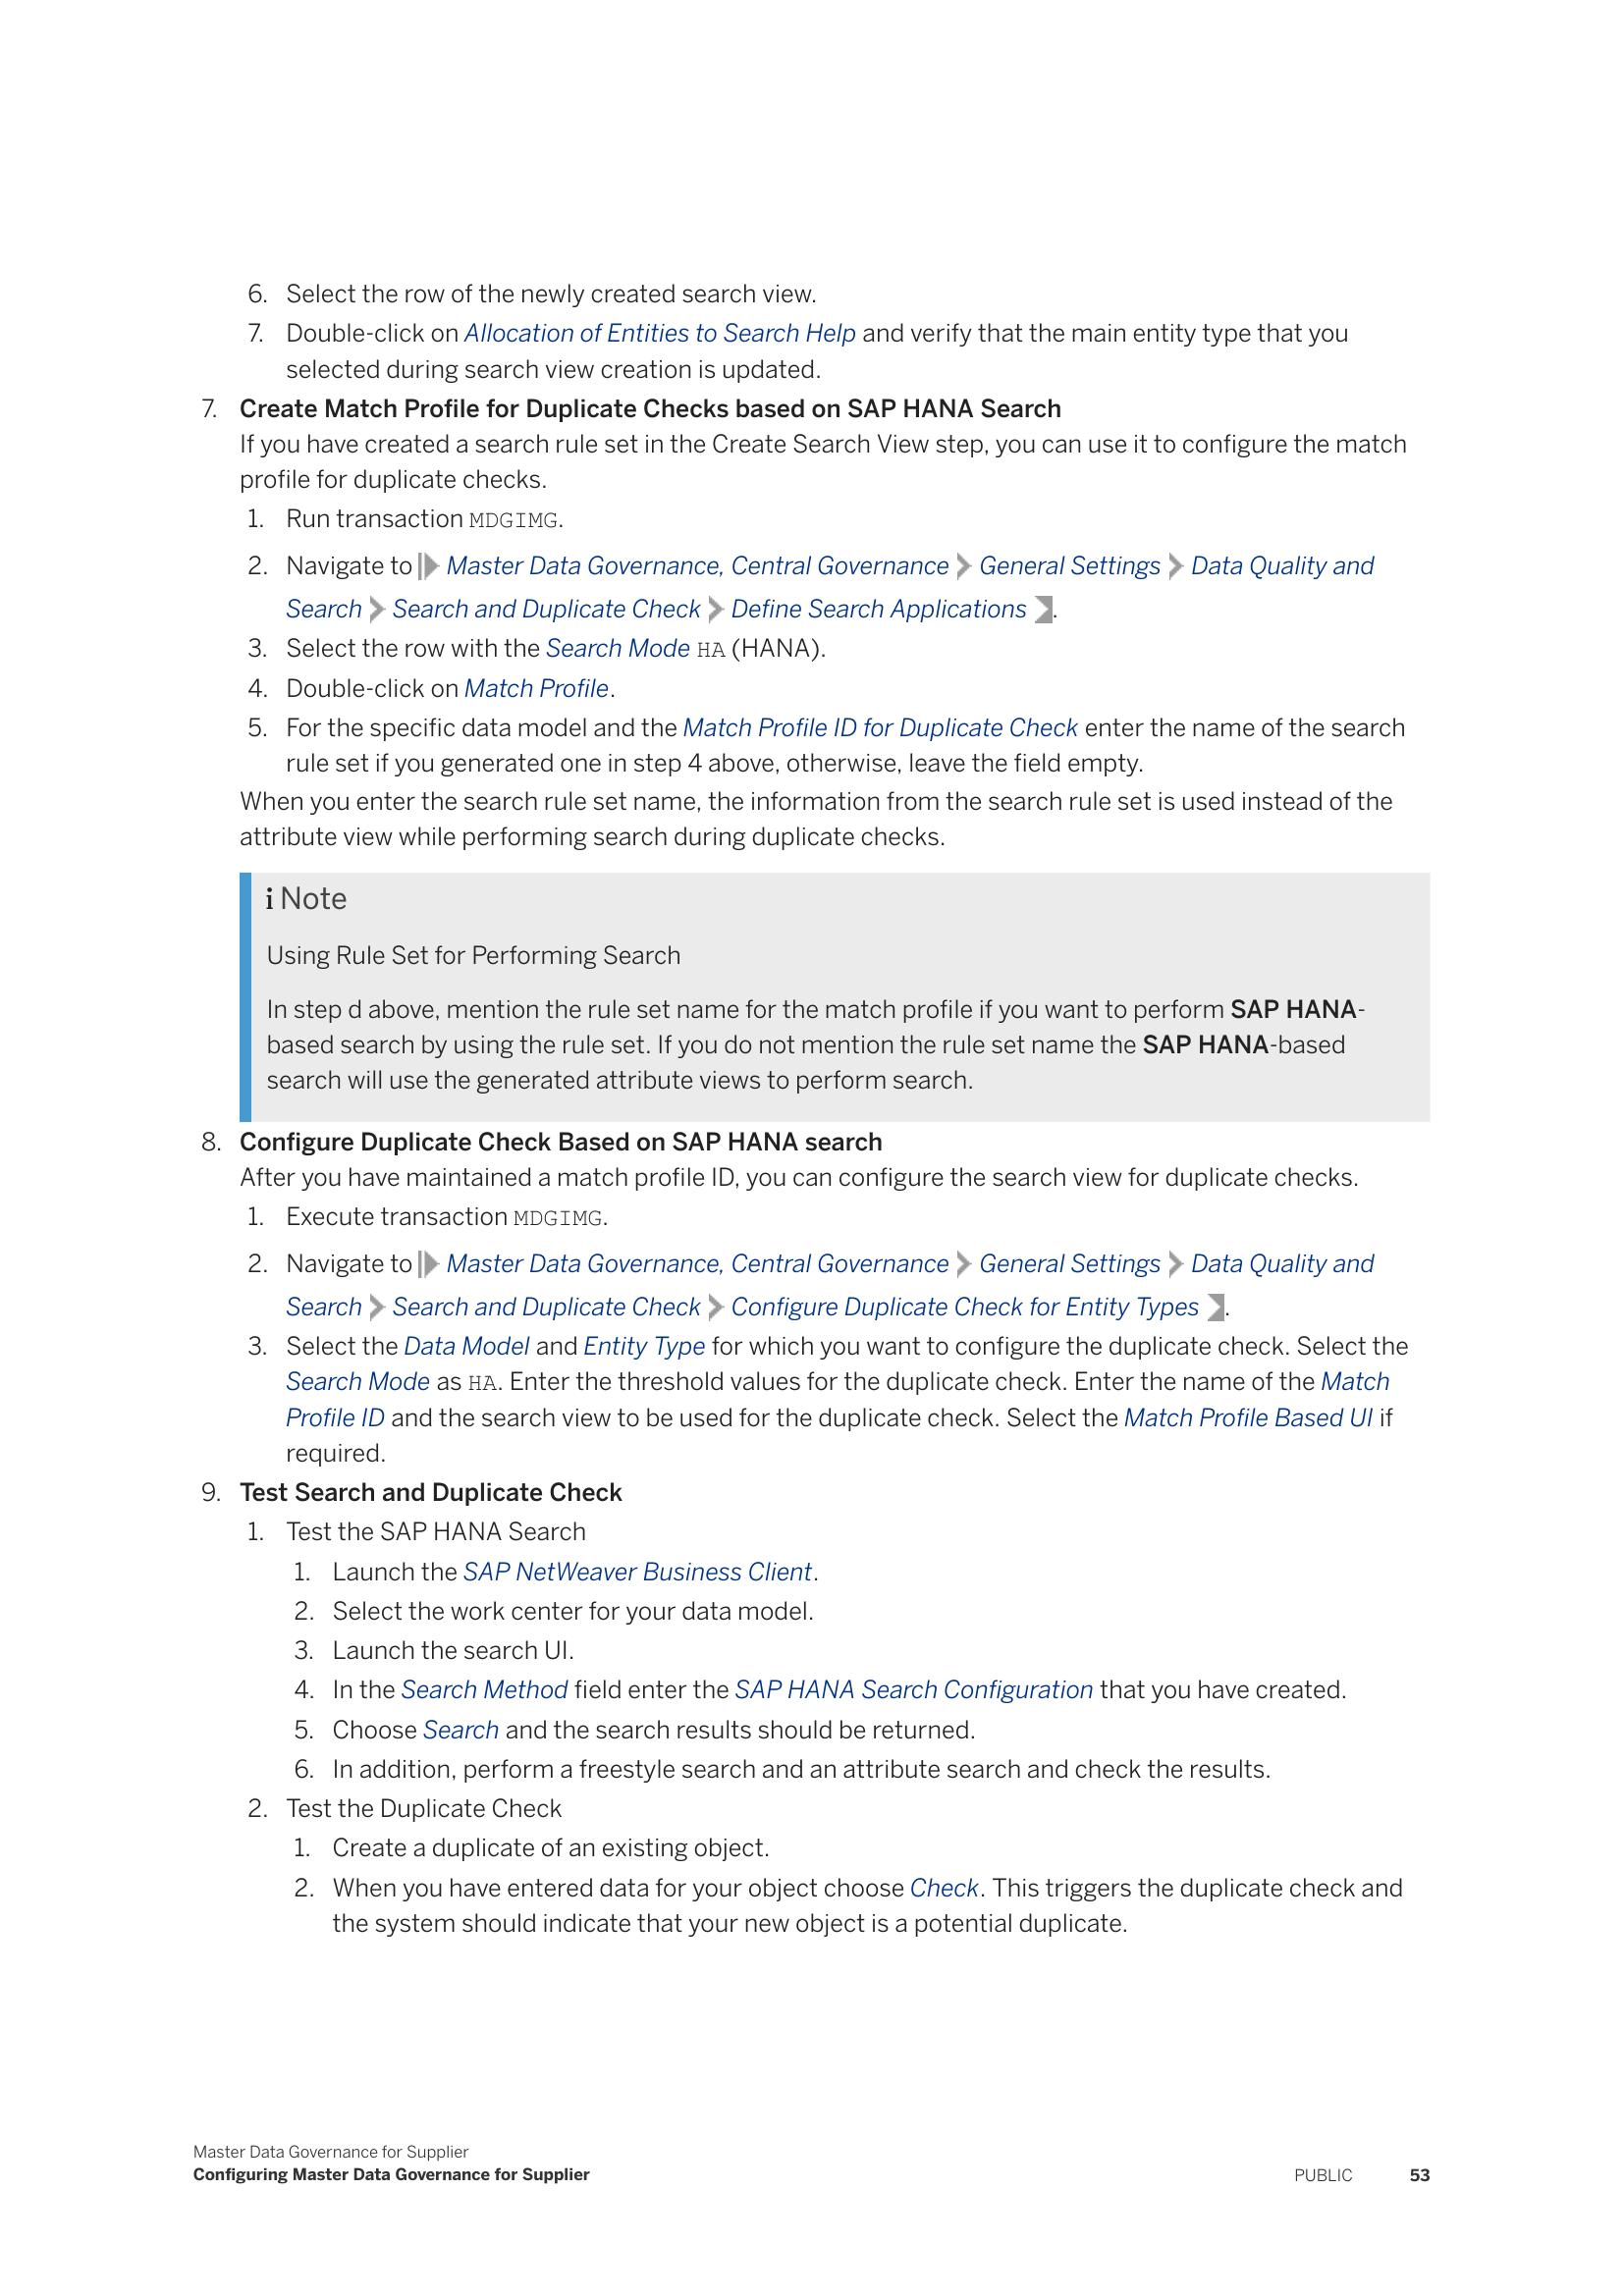 6. Select the row of the newly created search view.
7. Double-click on Allocation of Entities to Search Help and verify that the main entity type that you
selected during search view creation is updated.
7. Create Match Profile for Duplicate Checks based on SAP HANA Search
If you have created a search rule set in the Create Search View step, you can use it to configure the match
profile for duplicate checks.
1. Run transaction MDGIMG.
2. Navigate to Master Data Governance, Central Governance General Settings Data Quality and
Search Search and Duplicate Check Define Search Applications .
3. Select the row with the Search Mode HA (HANA).
4. Double-click on Match Profile.
5. For the specific data model and the Match Profile ID for Duplicate Check enter the name of the search
rule set if you generated one in step 4 above, otherwise, leave the field empty.
When you enter the search rule set name, the information from the search rule set is used instead of the
attribute view while performing search during duplicate checks.
i Note
Using Rule Set for Performing Search
In step d above, mention the rule set name for the match profile if you want to perform SAP HANA-
based search by using the rule set. If you do not mention the rule set name the SAP HANA-based
search will use the generated attribute views to perform search.
8. Configure Duplicate Check Based on SAP HANA search
After you have maintained a match profile ID, you can configure the search view for duplicate checks.
1. Execute transaction MDGIMG.
2. Navigate to Master Data Governance, Central Governance General Settings Data Quality and
Search Search and Duplicate Check Configure Duplicate Check for Entity Types .
3. Select the Data Model and Entity Type for which you want to configure the duplicate check. Select the
Search Mode as HA. Enter the threshold values for the duplicate check. Enter the name of the Match
Profile ID and the search view to be used for the duplicate check. Select the Match Profile Based UI if
required.
9. Test Search and Duplicate Check
1. Test the SAP HANA Search
1. Launch the SAP NetWeaver Business Client.
2. Select the work center for your data model.
3. Launch the search UI.
4. In the Search Method field enter the SAP HANA Search Configuration that you have created.
5. Choose Search and the search results should be returned.
6. In addition, perform a freestyle search and an attribute search and check the results.
2. Test the Duplicate Check
1. Create a duplicate of an existing object.
2. When you have entered data for your object choose Check. This triggers the duplicate check and
the system should indicate that your new object is a potential duplicate.
Master Data Governance for Supplier
Configuring Master Data Governance for Supplier
PUBLIC 53